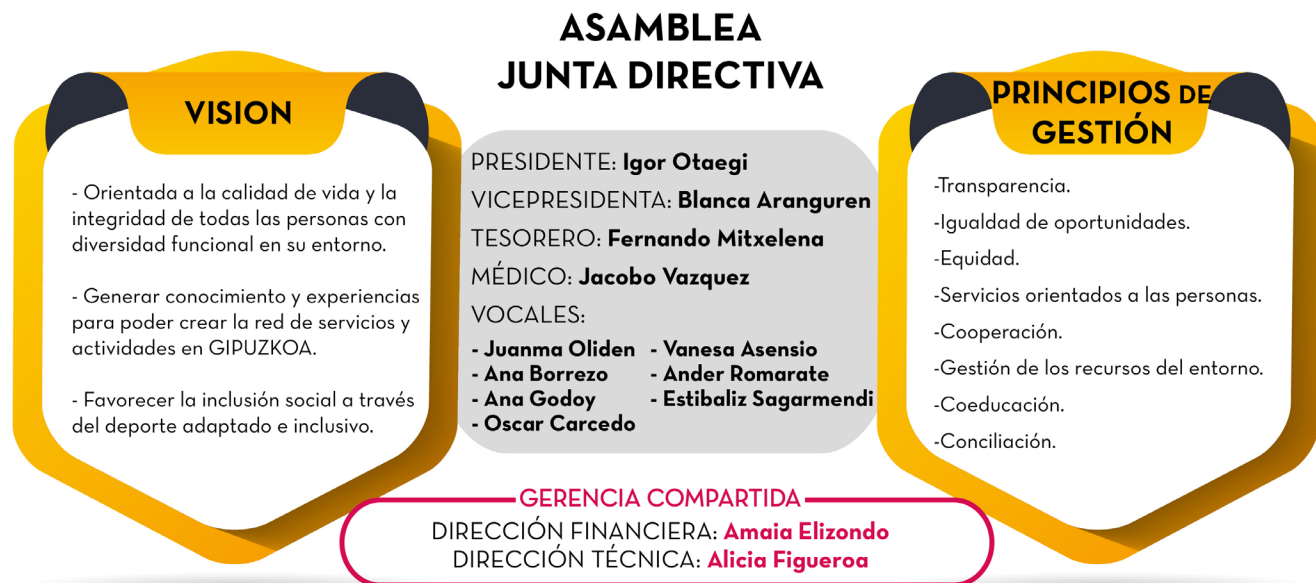 ASAMBLEA
JUNTA DIRECTIVA
VISION
- Orientada a la calidad de vida y la
integridad de todas las personas con
diversidad funcional en su entorno.
- Generar conocimiento y experiencias
para poder crear la red de servicios y
actividades en GIPUZKOA.
- Favorecer la inclusión social a través
del deporte adaptado e inclusivo.
PRESIDENTE: Igor Otaegi
VICEPRESIDENTA: Blanca Aranguren
TESORERO: Fernando Mitxelena
MÉDICO: Jacobo Vazquez
VOCALES:
- Juanma Oliden - Vanesa Asensio
- Ana Borrezo - Ander Romarate
- Ana Godoy - Estibaliz Sagarmendi
- Oscar Carcedo
PRINCIPIOS DE
GESTIÓN
-Transparencia.
-Igualdad de oportunidades.
-Equidad.
-Servicios orientados a las personas.
-Cooperación.
-Gestión de los recursos del entorno.
-Coeducación.
-Conciliación.
GERENCIA COMPARTIDA
DIRECCIÓN FINANCIERA: Amaia Elizondo
DIRECCIÓN TÉCNICA: Alicia Figueroa